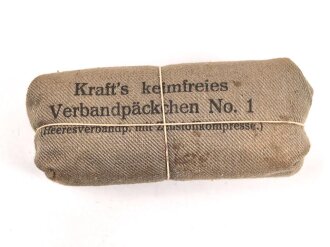 Kraft's keimfreies
Verbandpäckchen No. 1
(Heeresverbandp. mit